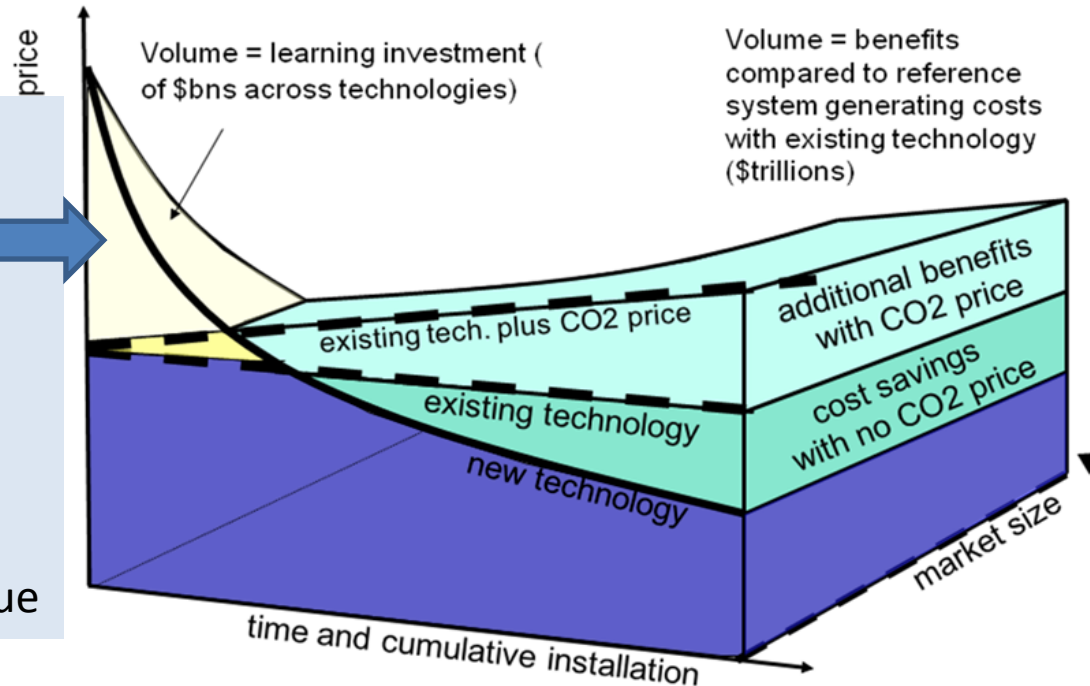 price
Volume = learning investment (
of $bns across technologies)
Volume = benefits
compared to reference
system generating costs
with existing technology
($trillions)
existing tech. plus CO2 price
additional benefits
with CO2 price
existing technology
cost savings
with no CO2 price
new technology
market size
ue
time and cumulative installation